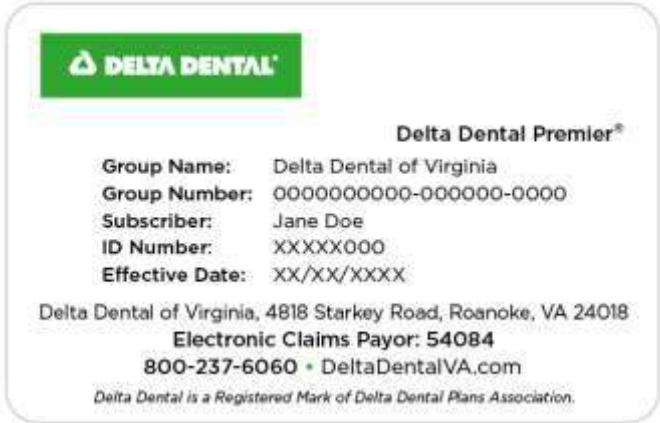 DELTA DENTAL®
Delta Dental Premier®
Group Name: Delta Dental of Virginia
Group Number: 0000000000-000000-0000
Subscriber: Jane Doe
ID Number: XXXXX000
Effective Date: XX/XX/XXXX
Delta Dental of Virginia, 4818 Starkey Road, Roanoke, VA 24018
Electronic Claims Payor: 54084
800-237-6060 • DeltaDentalVA.com
Delta Dental is a Registered Mark of Delta Dental Plans Association.